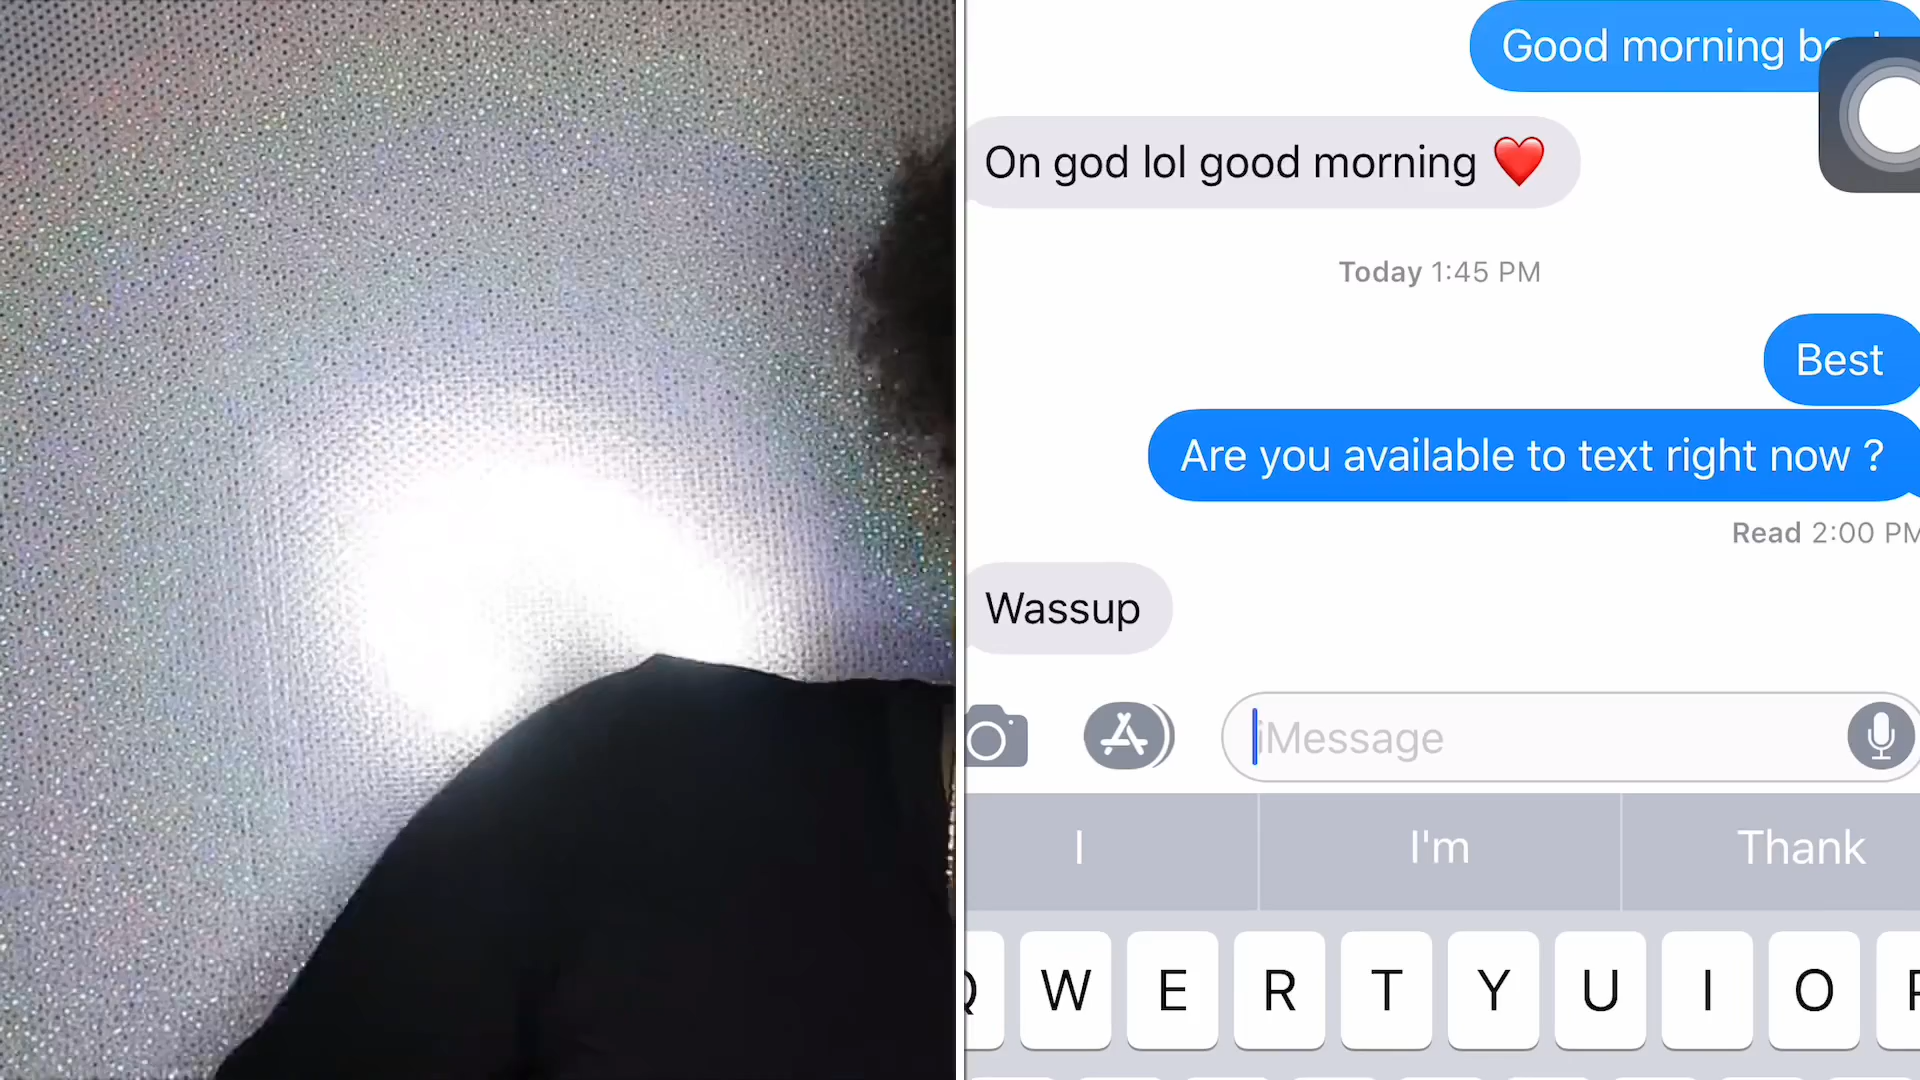 Good morning
On god lol good morning ❤️
Today 1:45 PM
Best
Are you available to text right now ?
Read 2:00 PM
Wassup
iMessage
I I'm Thank
Q W E R T Y U I O P